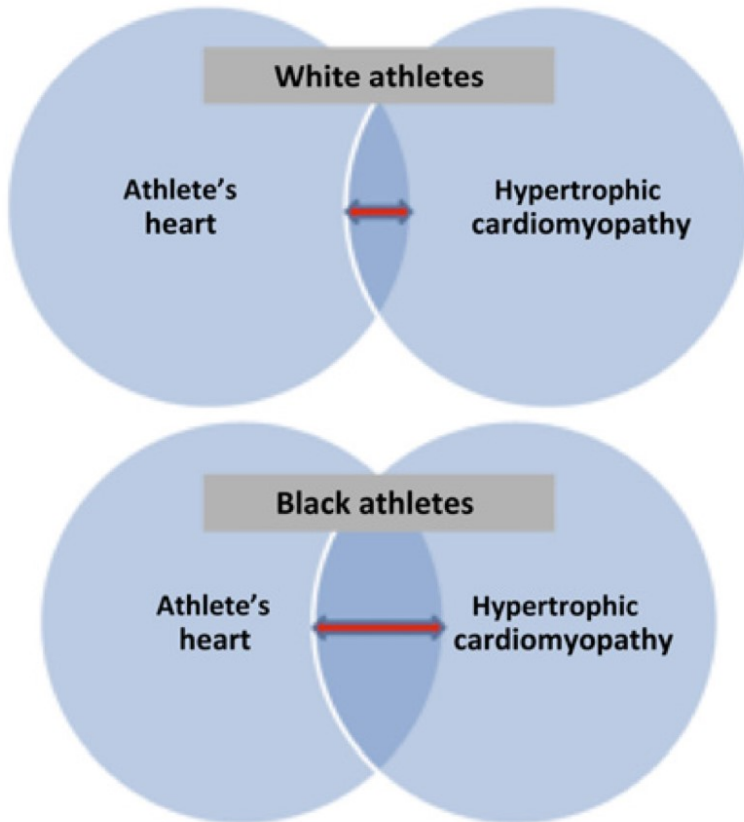 White athletes
Athlete's
heart
Hypertrophic
cardiomyopathy
Black athletes
Athlete's
heart
Hypertrophic
cardiomyopathy